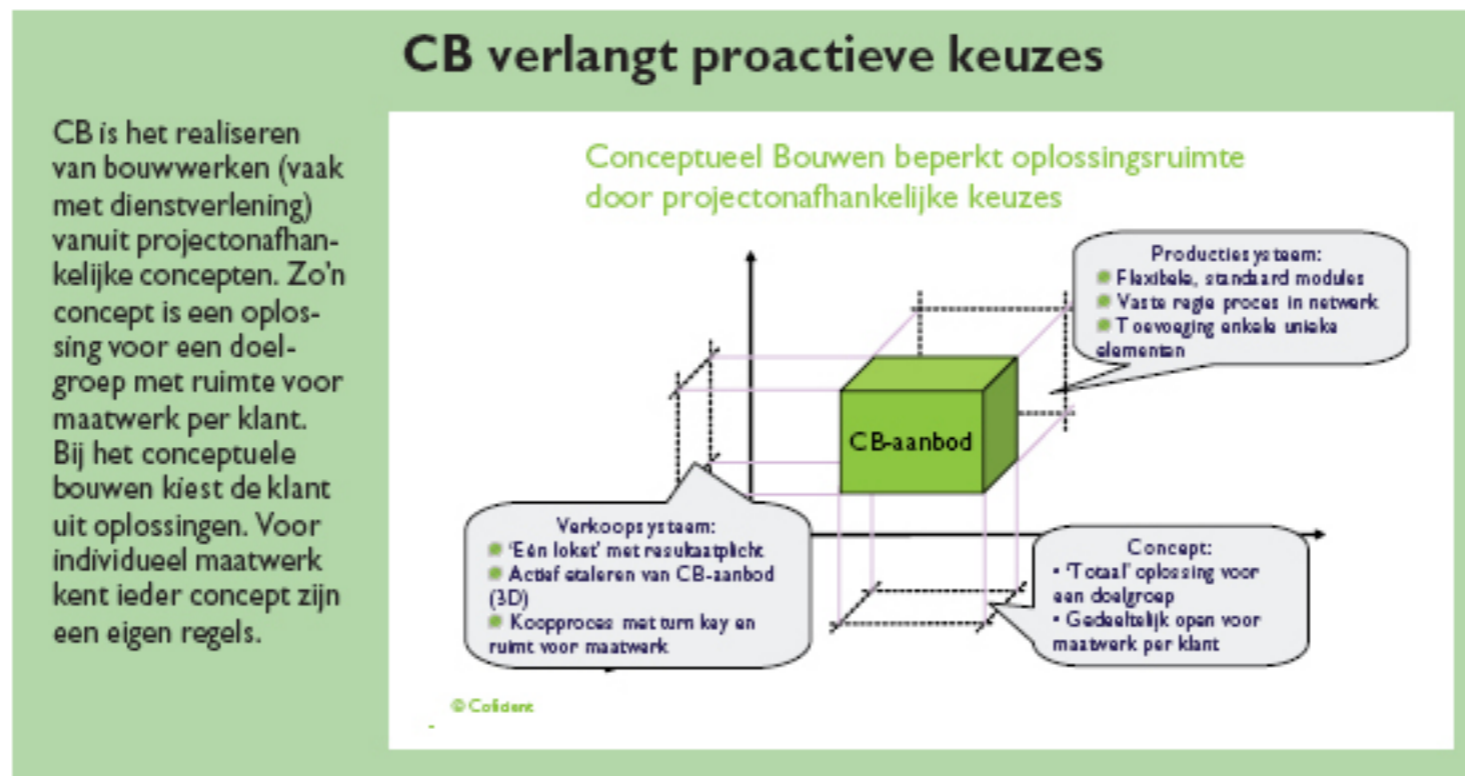 CB verlangt proactieve keuzes
CB is het realiseren
van bouwwerken (vaak
met dienstverlening)
vanuit projectonafhan-
kelijke concepten. Zo'n
concept is een oplos-
sing voor een doel-
groep met ruimte voor
maatwerk per klant.
Bij het conceptuele
bouwen kiest de klant
uit oplossingen. Voor
individueel maatwerk
kent ieder concept zijn
een eigen regels.
Conceptueel Bouwen beperkt oplossingsruimte
door projectonafhankelijke keuzes
Productiesysteem:
Flexibele, standaard modules
Vaste regie proces in netwerk
Toevoeging enkele unieke
elementen
CB-aanbod
Verkoopsysteem:
'Eén loket' met resultaatplicht
Actief etaleren van CB-aanbod
(3D)
Koopproces met turn key en
ruimt voor maatwerk
Concept:
• 'Totaal' oplossing voor
een doelgroep
• Gedeeltelijk open voor
maatwerk per klant
© Cofident